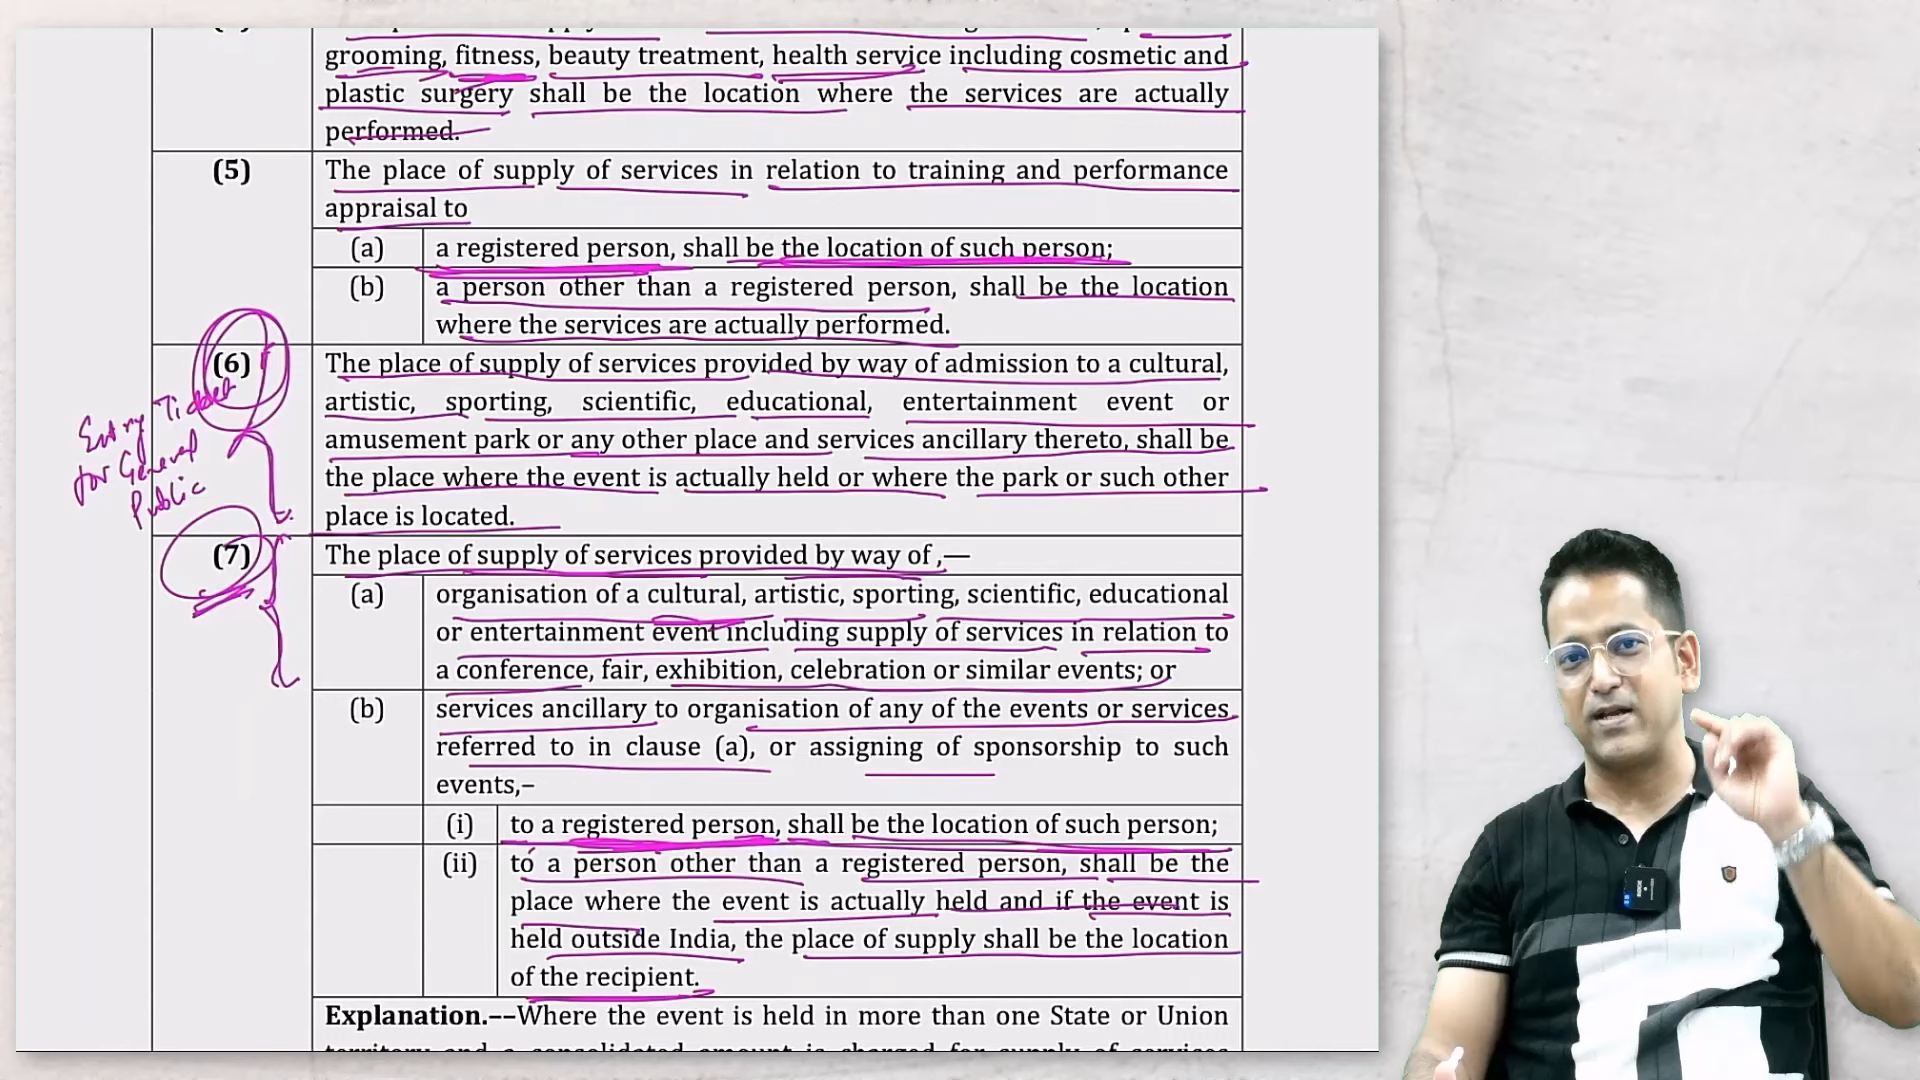 grooming, fitness, beauty treatment, health service including cosmetic and
plastic surgery shall be the location where the services are actually
performed.
(5) The place of supply of services in relation to training and performance
appraisal to
(a) a registered person, shall be the location of such person;
(b) a person other than a registered person, shall be the location
where the services are actually performed.
(6) The place of supply of services provided by way of admission to a cultural,
artistic, sporting, scientific, educational, entertainment event or
amusement park or any other place and services ancillary thereto, shall be
the place where the event is actually held or where the park or such other
place is located.
Entry Ticket
for General
Public
(7) The place of supply of services provided by way of ,—
(a) organisation of a cultural, artistic, sporting, scientific, educational
or entertainment event including supply of services in relation to
a conference, fair, exhibition, celebration or similar events; or
(b) services ancillary to organisation of any of the events or services
referred to in clause (a), or assigning of sponsorship to such
events,–
(i) to a registered person, shall be the location of such person;
(ii) to a person other than a registered person, shall be the
place where the event is actually held and if the event is
held outside India, the place of supply shall be the location
of the recipient.
Explanation.––Where the event is held in more than one State or Union